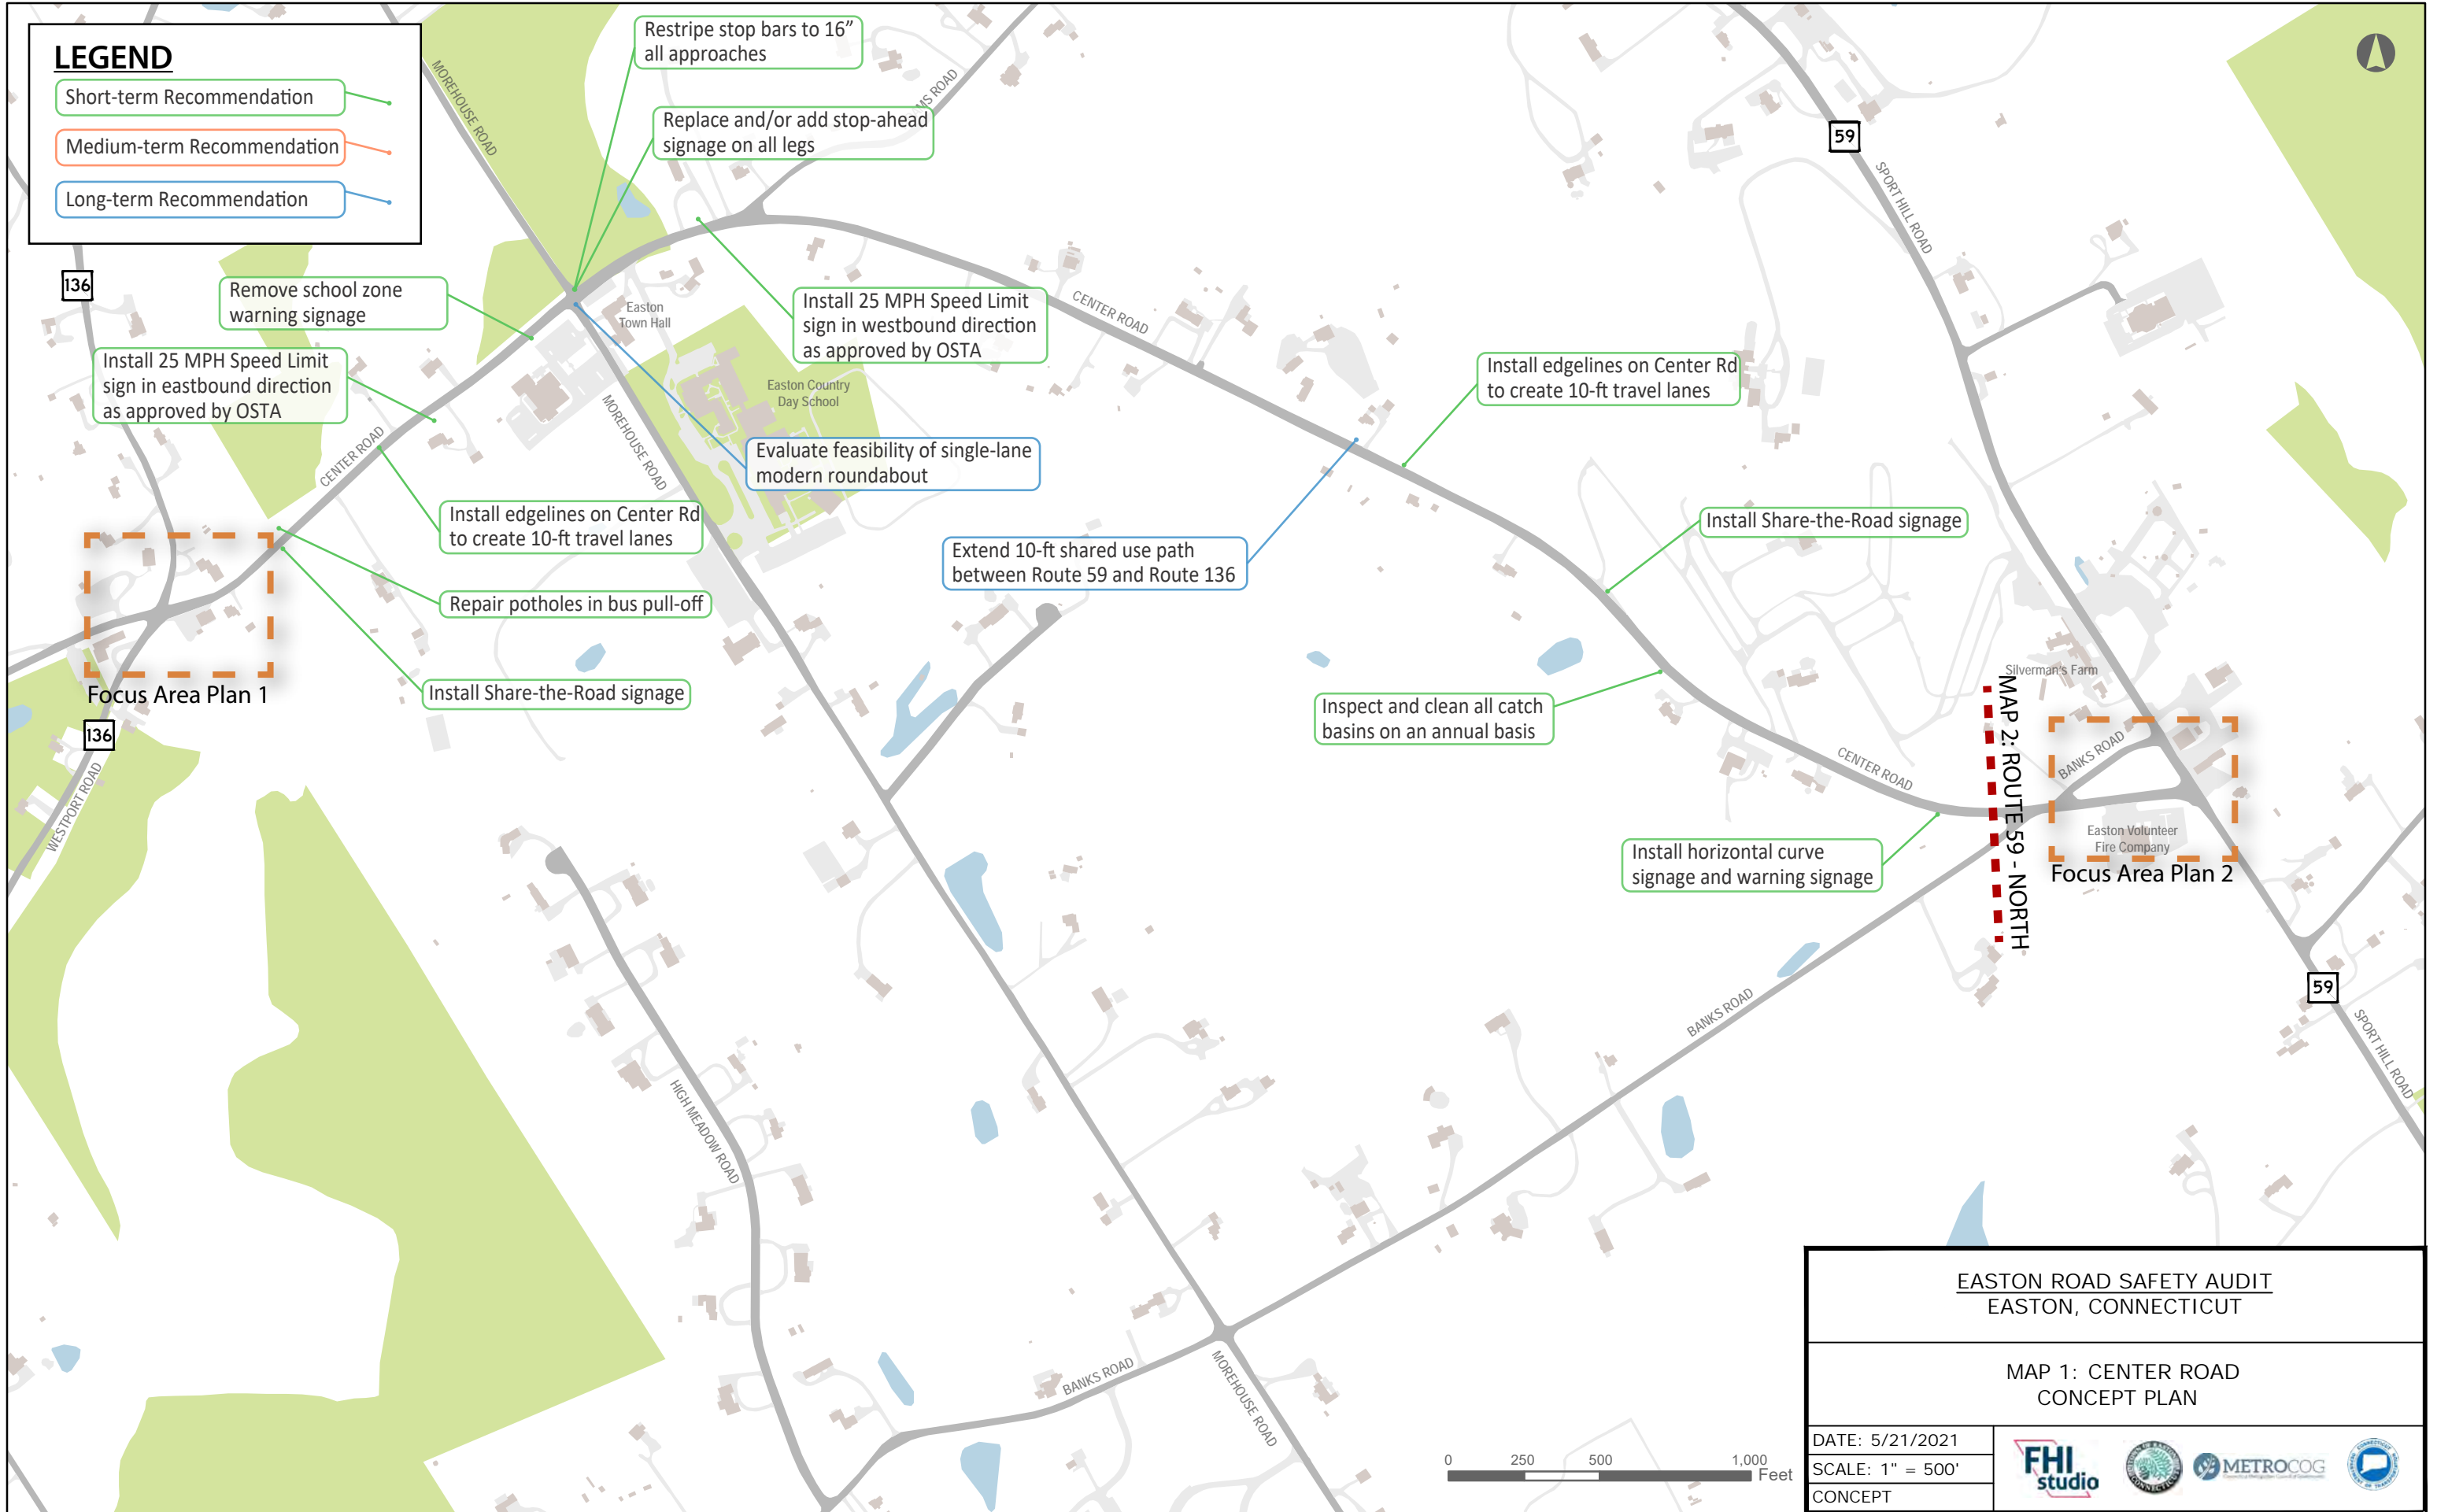 LEGEND
Short-term Recommendation
Medium-term Recommendation
Long-term Recommendation
Restripe stop bars to 16”
all approaches
MOREHOUSE ROAD
MS ROAD
Replace and/or add stop-ahead
signage on all legs
59
SPORT HILL ROAD
136
Remove school zone
warning signage
Easton
Town Hall
Install 25 MPH Speed Limit
sign in westbound direction
as approved by OSTA
CENTER ROAD
Install 25 MPH Speed Limit
sign in eastbound direction
as approved by OSTA
Easton Country
Day School
Install edgelines on Center Rd
to create 10-ft travel lanes
MOREHOUSE ROAD
CENTER ROAD
Evaluate feasibility of single-lane
modern roundabout
Install edgelines on Center Rd
to create 10-ft travel lanes
Install Share-the-Road signage
Extend 10-ft shared use path
between Route 59 and Route 136
Repair potholes in bus pull-off
Install Share-the-Road signage
Focus Area Plan 1
136
WESTPORT ROAD
Inspect and clean all catch
basins on an annual basis
Silverman's Farm
MAP 2: ROUTE 59 - NORTH
BANKS ROAD
CENTER ROAD
Easton Volunteer
Fire Company
Focus Area Plan 2
Install horizontal curve
signage and warning signage
59
SPORT HILL ROAD
BANKS ROAD
HIGH MEADOW ROAD
BANKS ROAD
MOREHOUSE ROAD
0 250 500 1,000
Feet
EASTON ROAD SAFETY AUDIT
EASTON, CONNECTICUT
MAP 1: CENTER ROAD
CONCEPT PLAN
DATE: 5/21/2021
SCALE: 1" = 500'
CONCEPT
FHI
studio
METROCOG